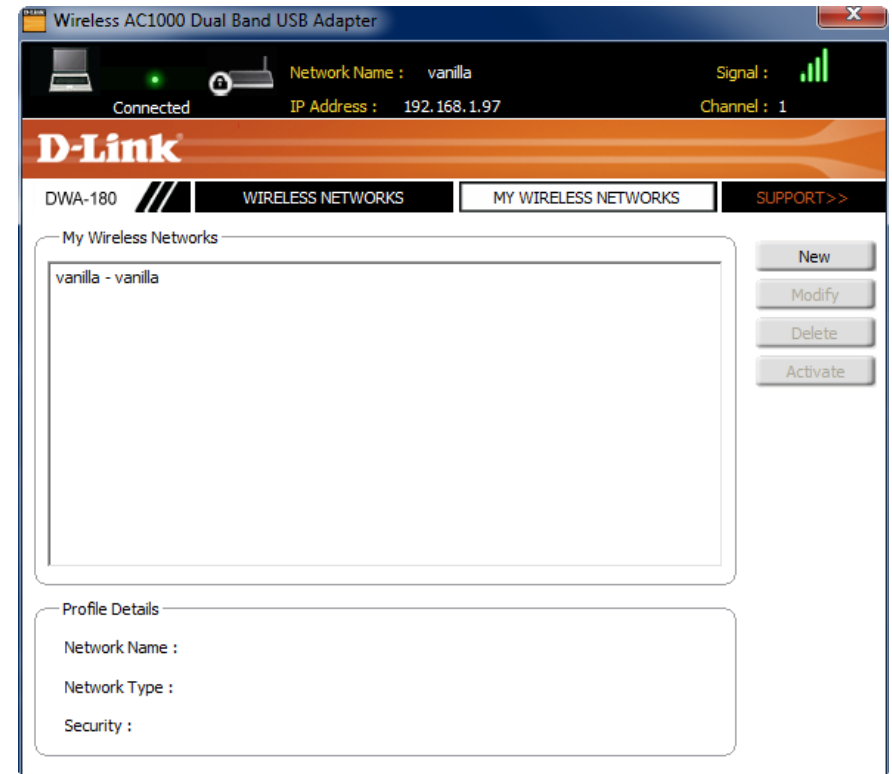 Wireless AC1000 Dual Band USB Adapter
X
Network Name : vanilla Signal :
Connected IP Address : 192.168.1.97 Channel : 1
D-Link
DWA-180 WIRELESS NETWORKS MY WIRELESS NETWORKS SUPPORT>>
My Wireless Networks
vanilla - vanilla
New
Modify
Delete
Activate
Profile Details
Network Name :
Network Type :
Security :